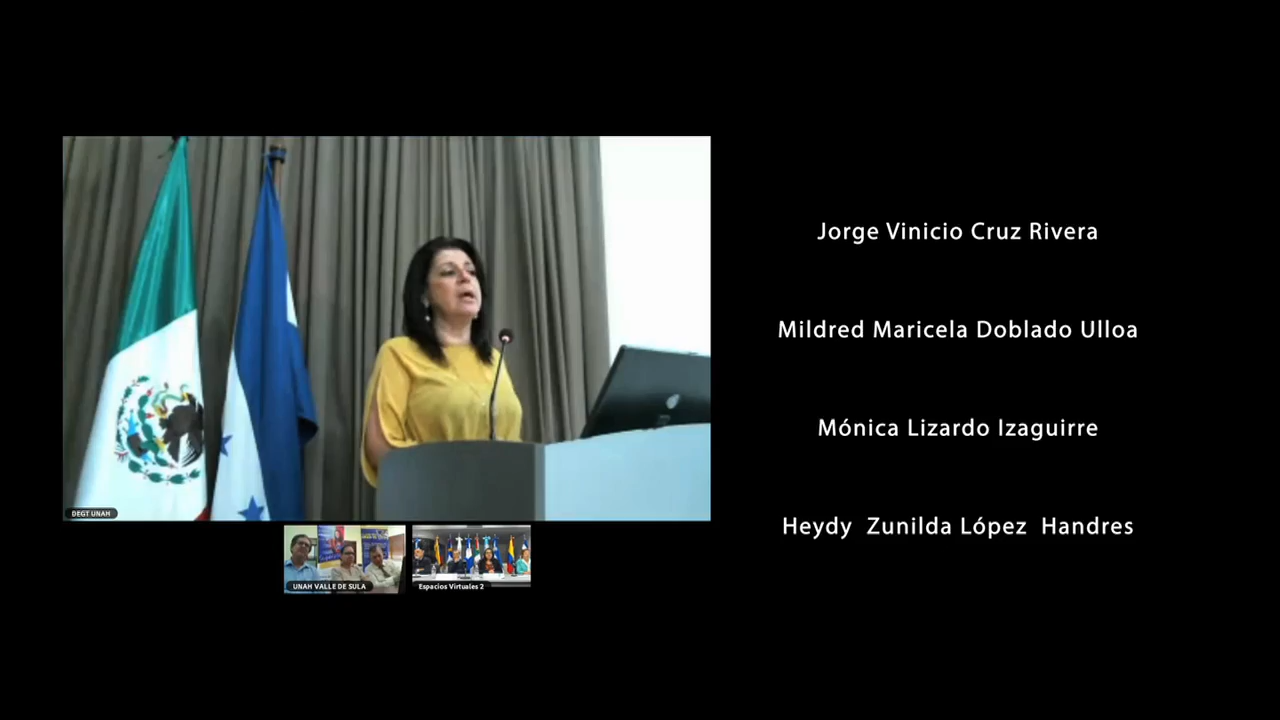 Jorge Vinicio Cruz Rivera
Mildred Maricela Doblado Ulloa
Mónica Lizardo Izaguirre
Heydy Zunilda López Handres
DEGT UNAH
UNAH VALLE DE SULA
Espacios Virtuales 2